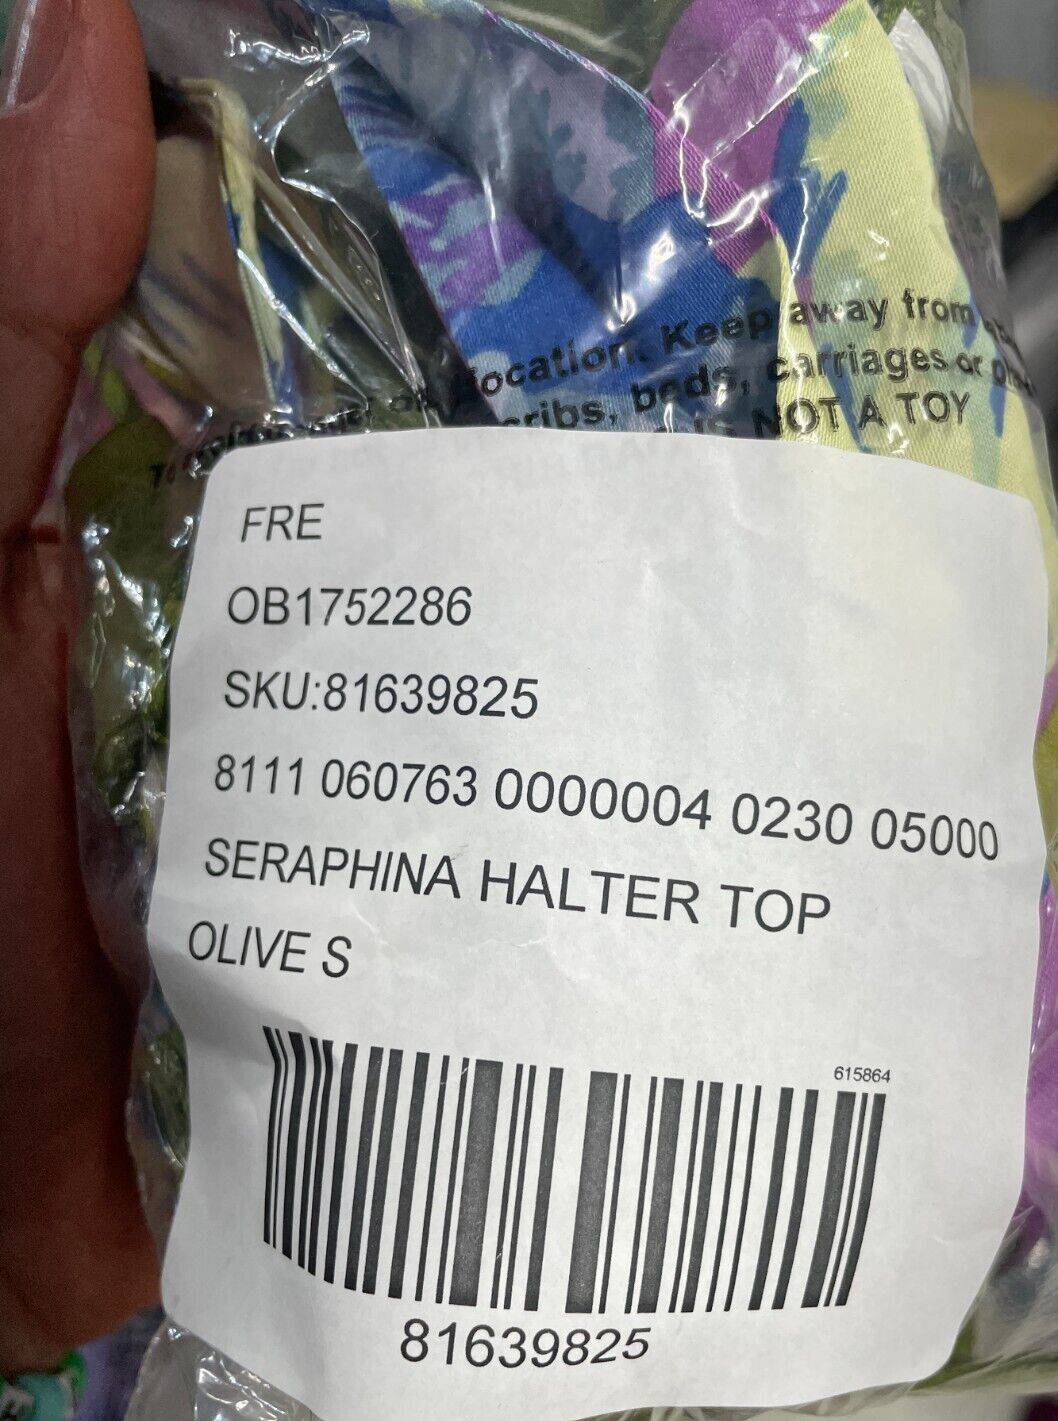 location. Keep away from
cribs, beds, carriages or
IS NOT A TOY
FRE
OB1752286
SKU:81639825
8111 060763 0000004 0230 05000
SERAPHINA HALTER TOP
OLIVE S
615864
81639825